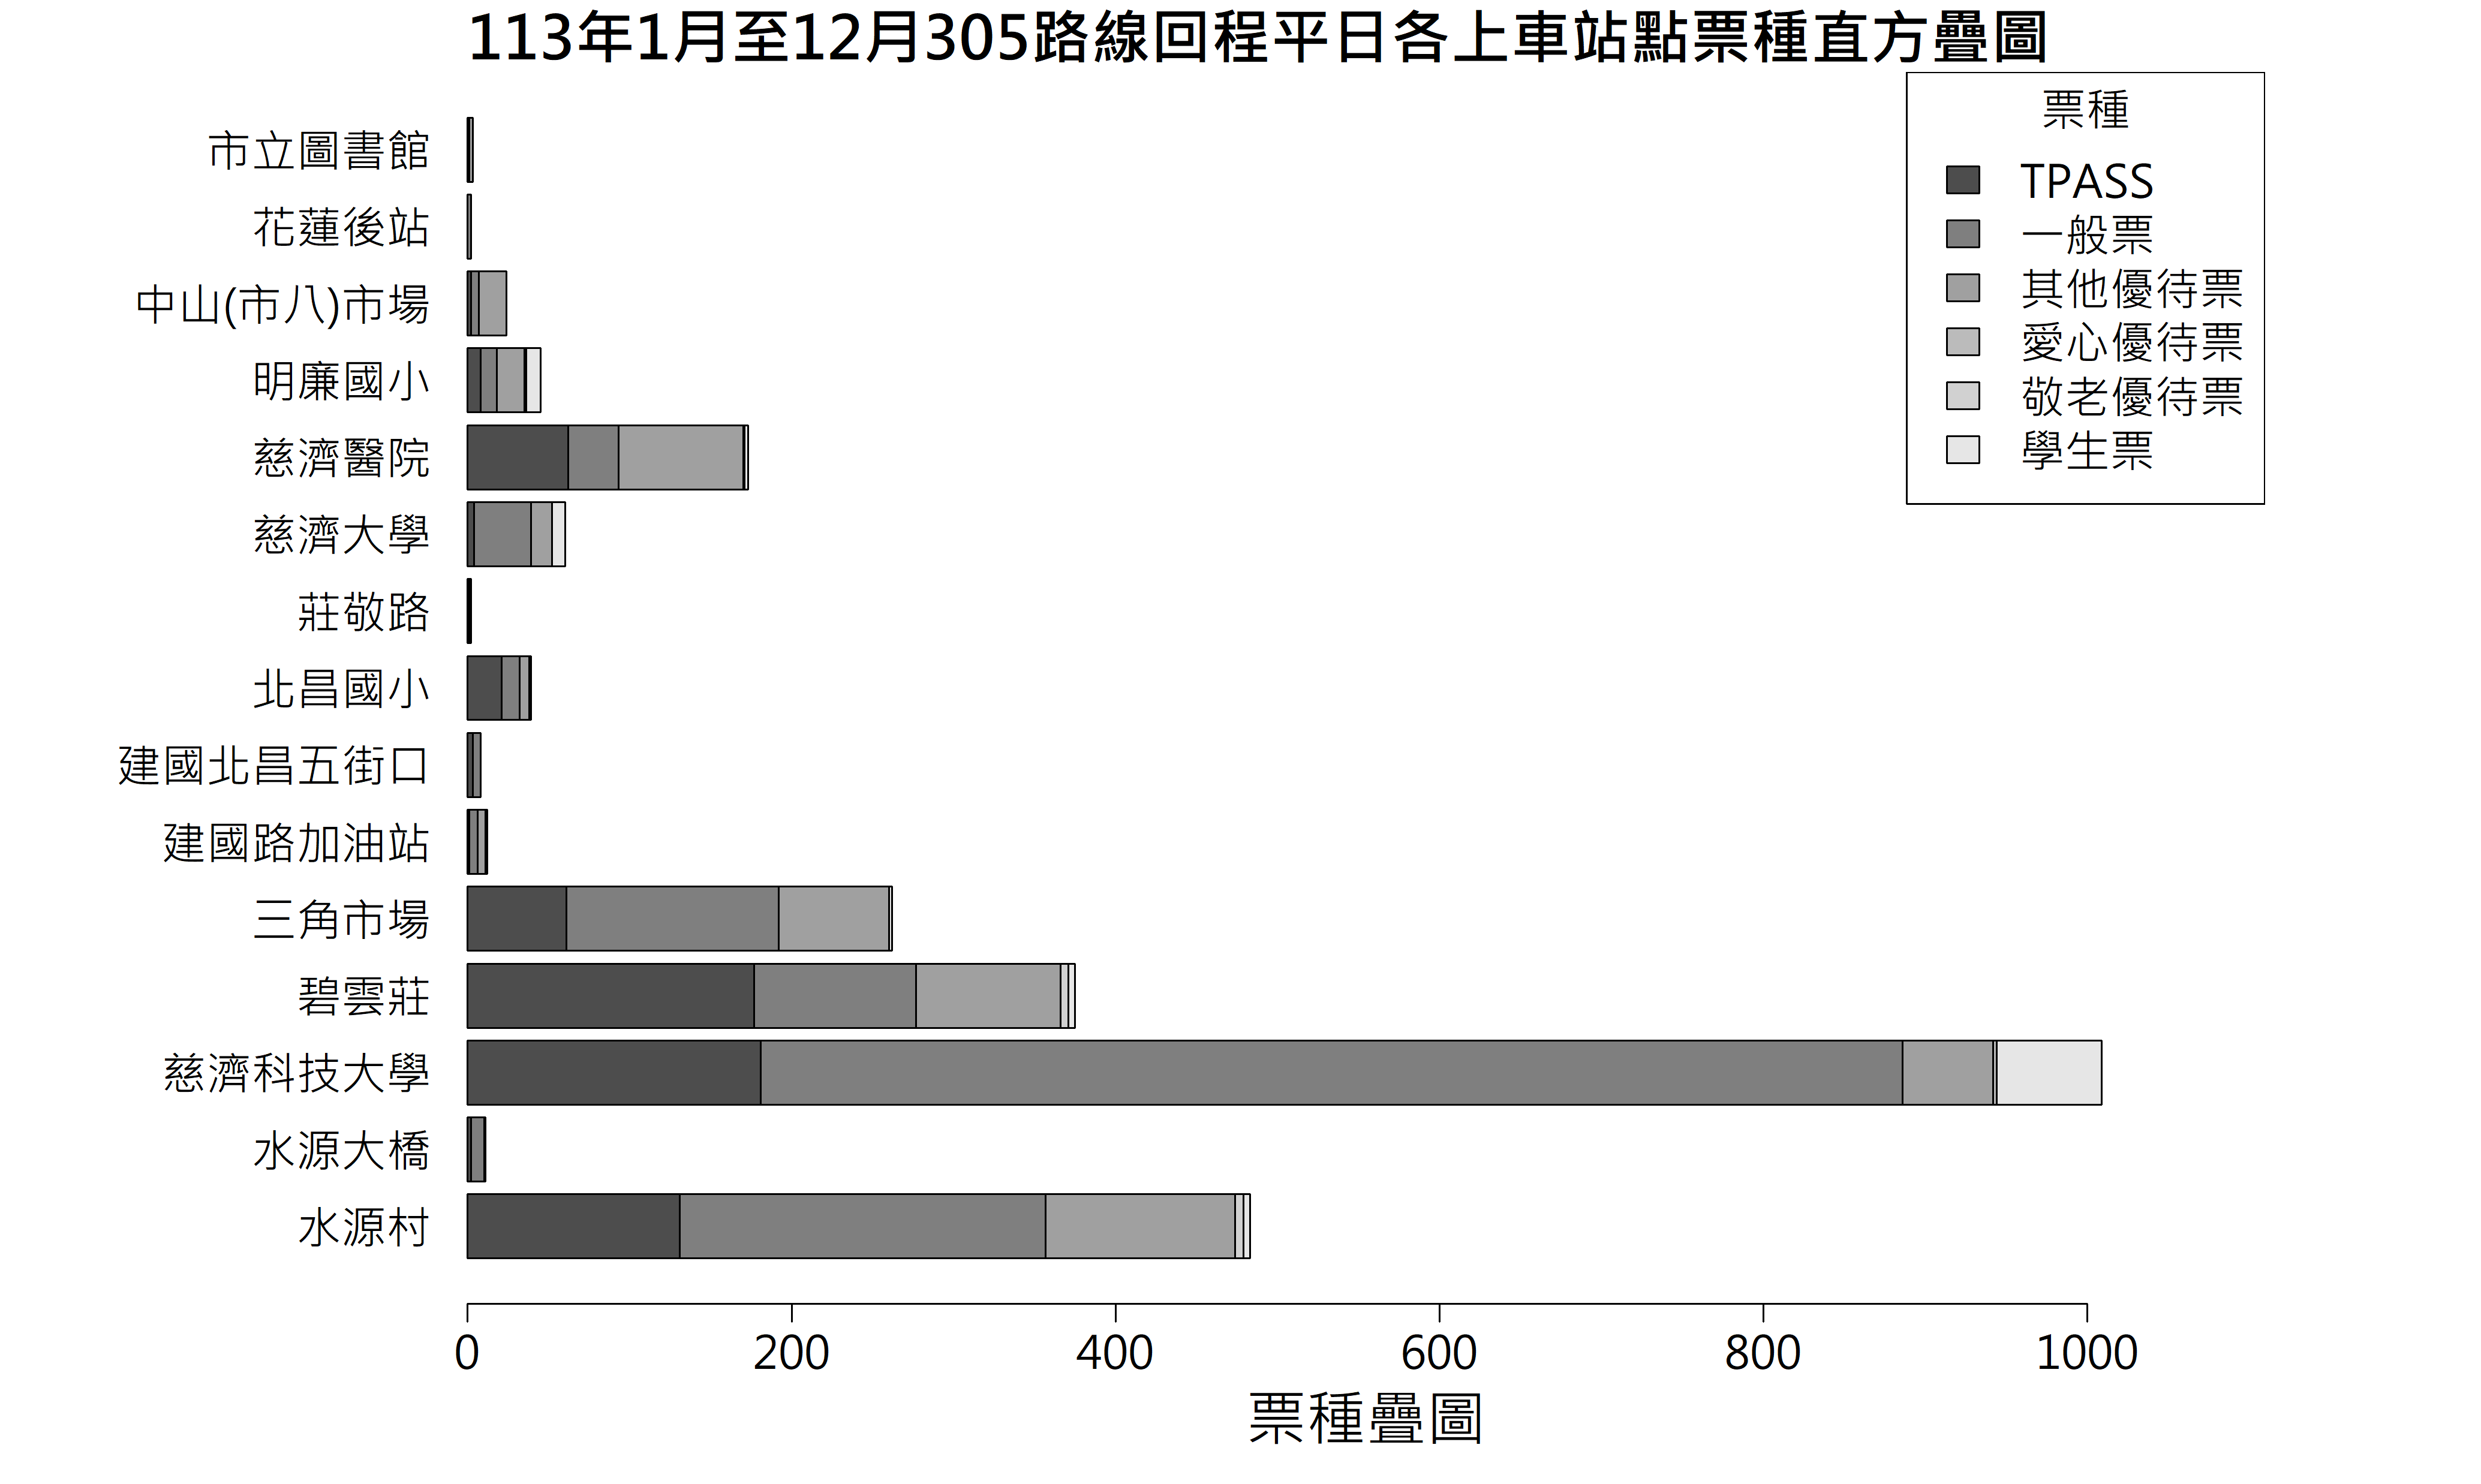 113年1月至12月305路線回程平日各上車站點票種直方疊圖
票種
TPASS
一般票
其他優待票
愛心優待票
敬老優待票
學生票
市立圖書館
花蓮後站
中山(市八)市場
明廉國小
慈濟醫院
慈濟大學
莊敬路
北昌國小
建國北昌五街口
建國路加油站
三角市場
碧雲莊
慈濟科技大學
水源大橋
水源村
0 200 400 600 800 1000
票種疊圖